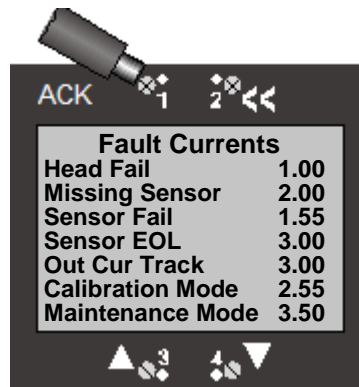 ACK 1 2 <<
Fault Currents
Head Fail 1.00
Missing Sensor 2.00
Sensor Fail 1.55
Sensor EOL 3.00
Out Cur Track 3.00
Calibration Mode 2.55
Maintenance Mode 3.50
3 4